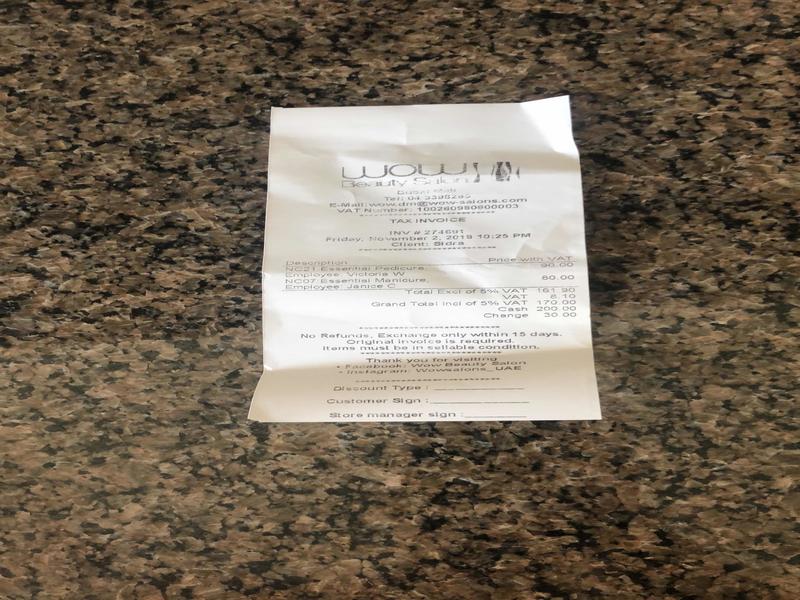 wow
Beauty Salon
Dubai Mall
Tel: 04
E-Mail: wow.dm@wow-salons.com
VAT Number: 100260980800003
TAX INVOICE
INV # 274691
Friday, November 2, 2018 10:25 PM
Client: Sidra
Description Price with VAT
NC21 Essential Pedicure, 90.00
Employee: Victoria W
NC07 Essential Manicure, 80.00
Employee: Janice C
Total Excl of 5% VAT 161.90
VAT 8.10
Grand Total Incl of 5% VAT 170.00
Cash 200.00
Change 30.00
No Refunds, Exchange only within 15 days.
Original invoice is required.
Items must be in sellable condition.
Thank you for visiting
• Facebook: Wow Beauty Salon
• Instagram: Wowsalons_UAE
Discount Type :
Customer Sign :
Store manager sign :